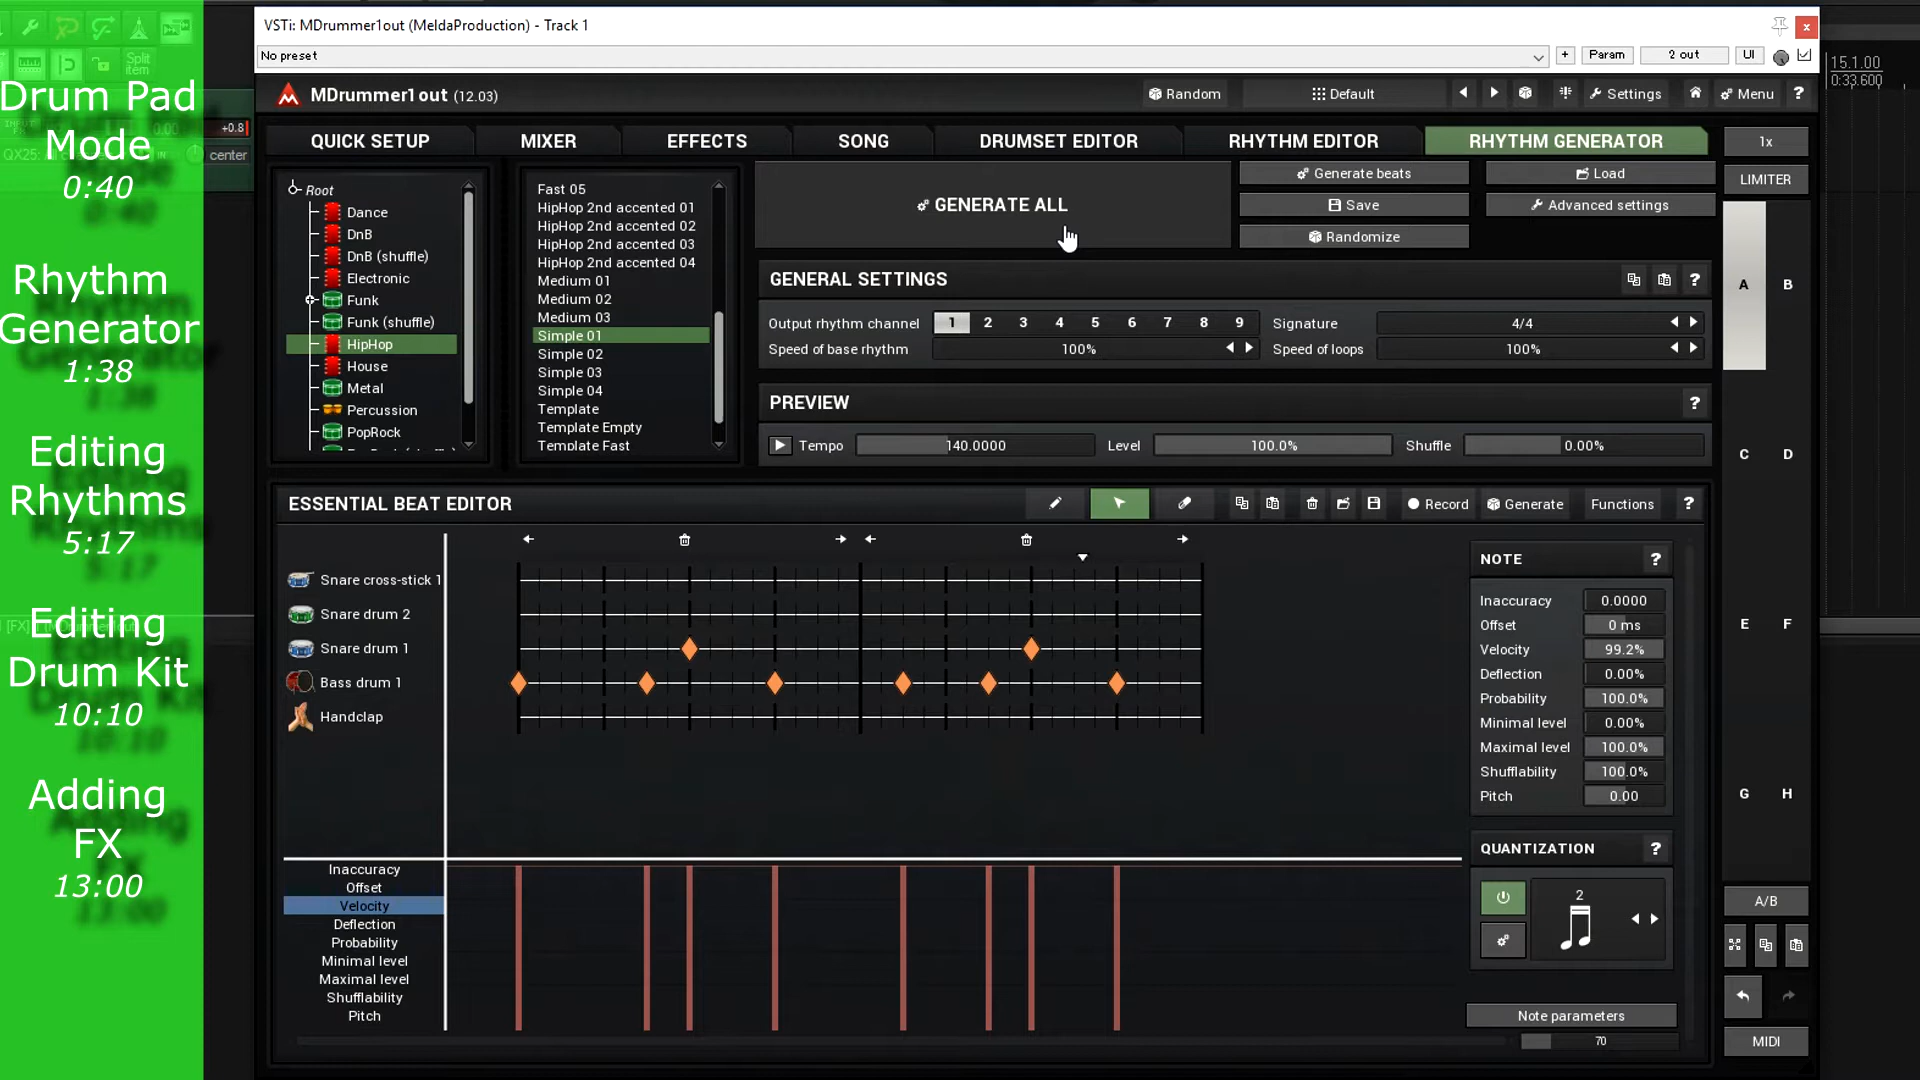 VSTi: MDrummer1out (MeldaProduction) - Track 1
No preset
+
Param
2 out
UI
MDrummer1out (12.03)
Random
Default
Settings
Menu
?
QUICK SETUP
MIXER
EFFECTS
SONG
DRUMSET EDITOR
RHYTHM EDITOR
RHYTHM GENERATOR
1x
LIMITER
Split
item
+0.8
center
15.1.00
0:33.600
Drum Pad
Mode
0:40
Rhythm
Generator
1:38
Editing
Rhythms
5:17
Editing
Drum Kit
10:10
Adding
FX
13:00
Root
Dance
DnB
DnB (shuffle)
Electronic
Funk
Funk (shuffle)
HipHop
House
Metal
Percussion
PopRock
Fast 05
HipHop 2nd accented 01
HipHop 2nd accented 02
HipHop 2nd accented 03
HipHop 2nd accented 04
Medium 01
Medium 02
Medium 03
Simple 01
Simple 02
Simple 03
Simple 04
Template
Template Empty
Template Fast
GENERATE ALL
Generate beats
Load
Save
Advanced settings
Randomize
GENERAL SETTINGS
?
Output rhythm channel 1 2 3 4 5 6 7 8 9
Signature 4/4
Speed of base rhythm 100%
Speed of loops 100%
PREVIEW
?
Tempo 140.0000
Level 100.0%
Shuffle 0.00%
A B
C D
E F
G H
ESSENTIAL BEAT EDITOR
Record
Generate
Functions
?
Snare cross-stick 1
Snare drum 2
Snare drum 1
Bass drum 1
Handclap
NOTE
?
Inaccuracy 0.0000
Offset 0 ms
Velocity 99.2%
Deflection 0.00%
Probability 100.0%
Minimal level 0.00%
Maximal level 100.0%
Shufflability 100.0%
Pitch 0.00
QUANTIZATION
?
2
Note parameters
70
Inaccuracy
Offset
Velocity
Deflection
Probability
Minimal level
Maximal level
Shufflability
Pitch
A/B
MIDI